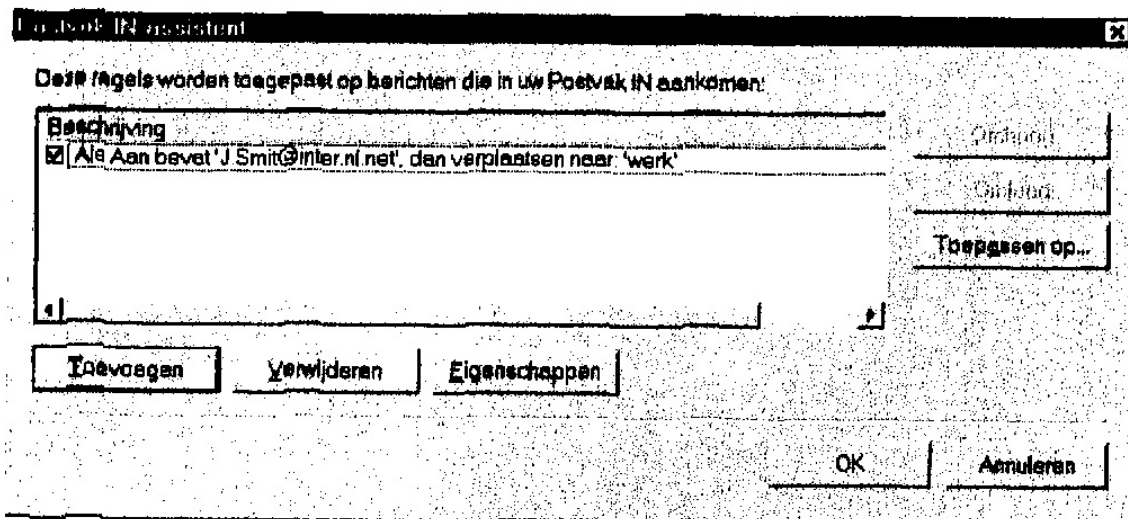 Postvak IN assistent
Deze regels worden toegepast op berichten die in uw Postvak IN aankomen:
Beschrijving
Als Aan bevat 'J.Smit@inter.nl.net', dan verplaatsen naar: 'werk'
Omhoog
Omlaag
Toepassen op...
Toevoegen
Verwijderen
Eigenschappen
OK
Annuleren